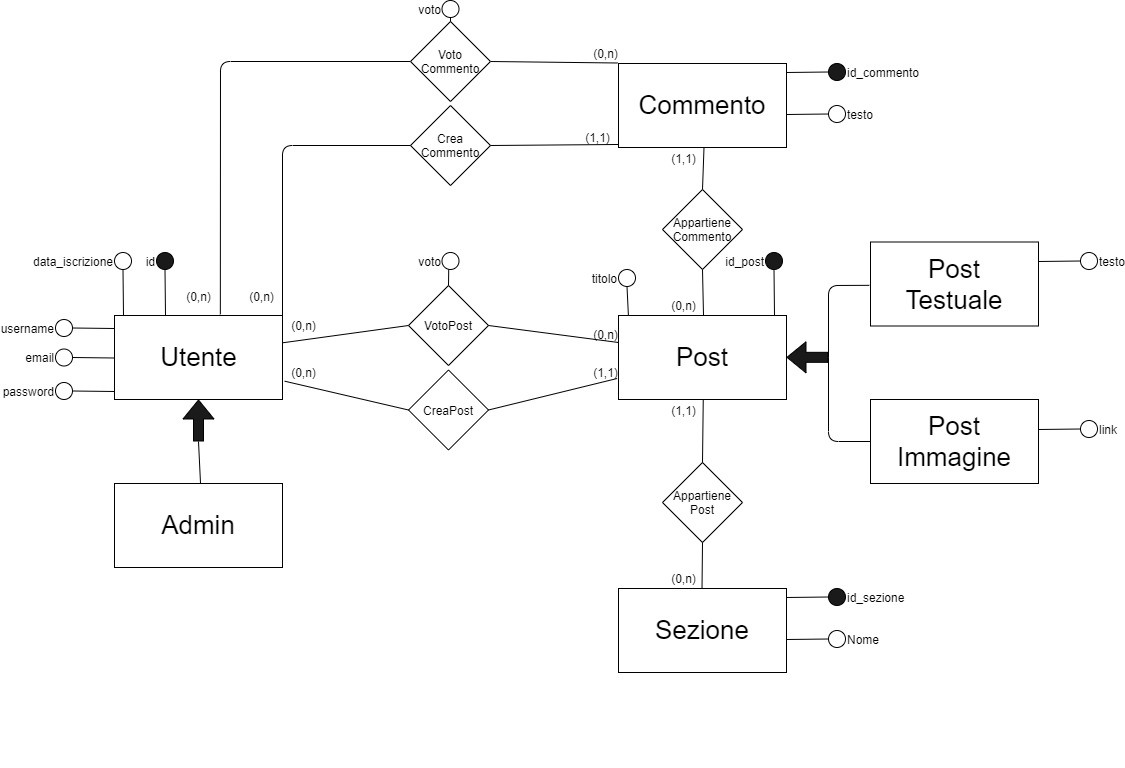 voto
Voto
Commento
(0,n)
id_commento
Commento
testo
Crea
Commento
(1,1)
(1,1)
Appartiene
Commento
data_iscrizione
id
voto
titolo
id_post
Post
Testuale
testo
(0,n)
(0,n)
(0,n)
username
(0,n)
VotoPost
(0,n)
email
Utente
Post
password
(0,n)
(1,1)
CreaPost
(1,1)
Post
Immagine
link
Appartiene
Post
Admin
(0,n)
id_sezione
Sezione
Nome